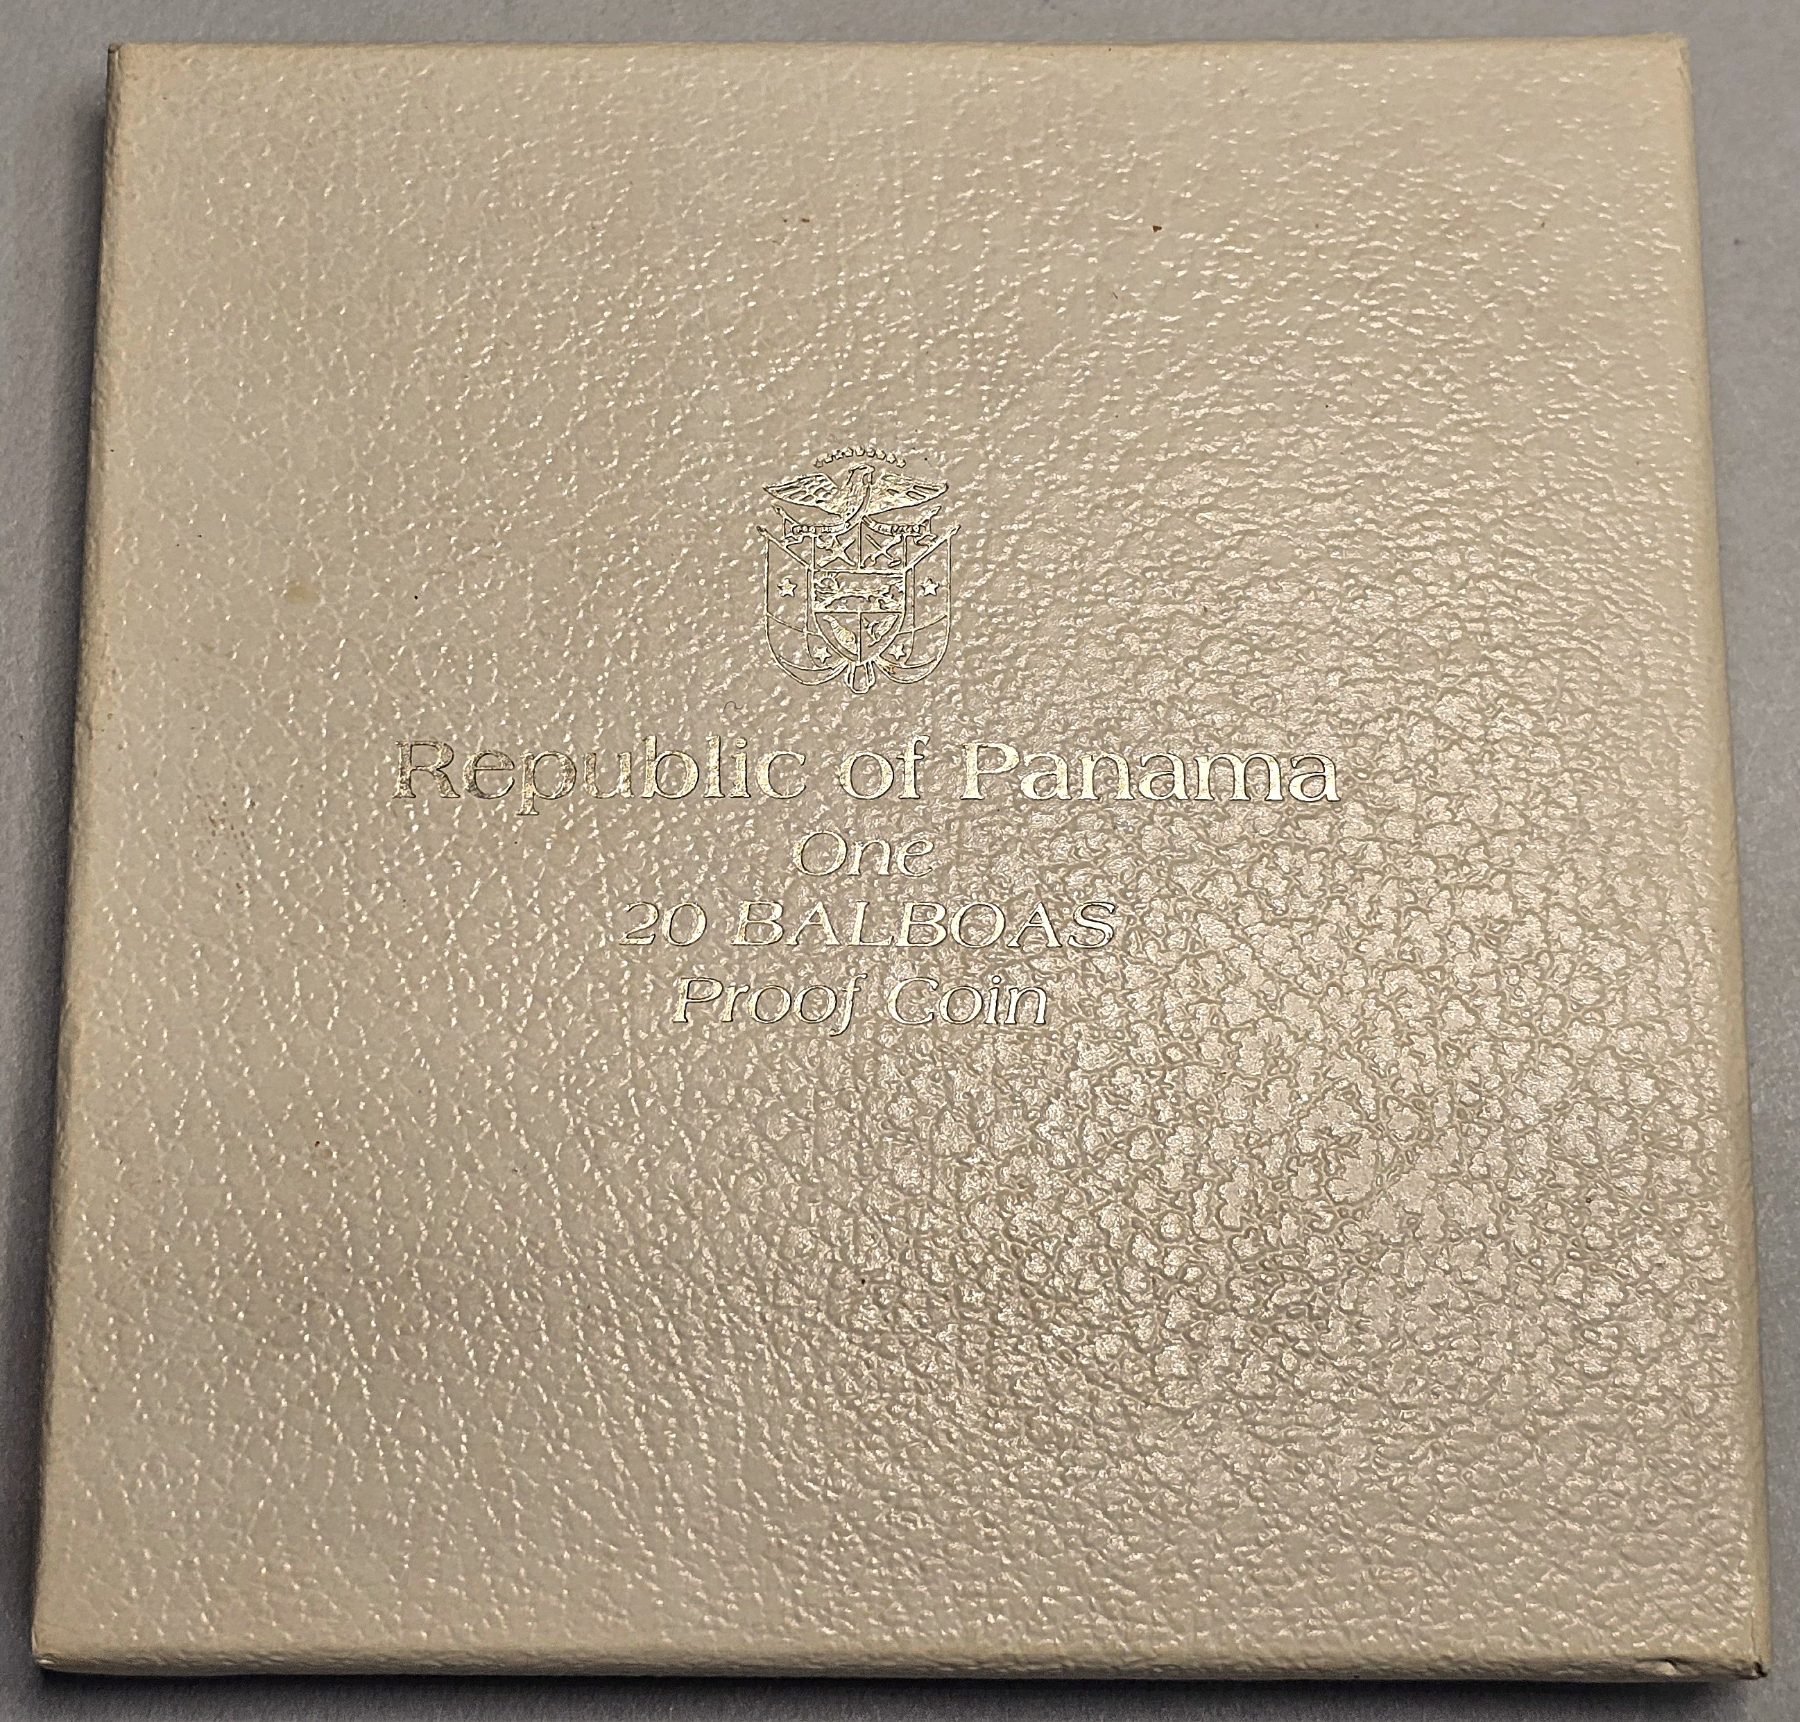 Republic of Panama
One
20 BALBOAS
Proof Coin